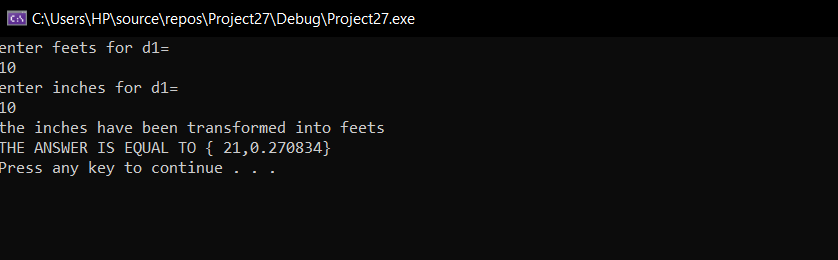 C:\Users\HP\source\repos\Project27\Debug\Project27.exe
enter feets for d1=
10
enter inches for d1=
10
the inches have been transformed into feets
THE ANSWER IS EQUAL TO { 21,0.270834}
Press any key to continue . . .